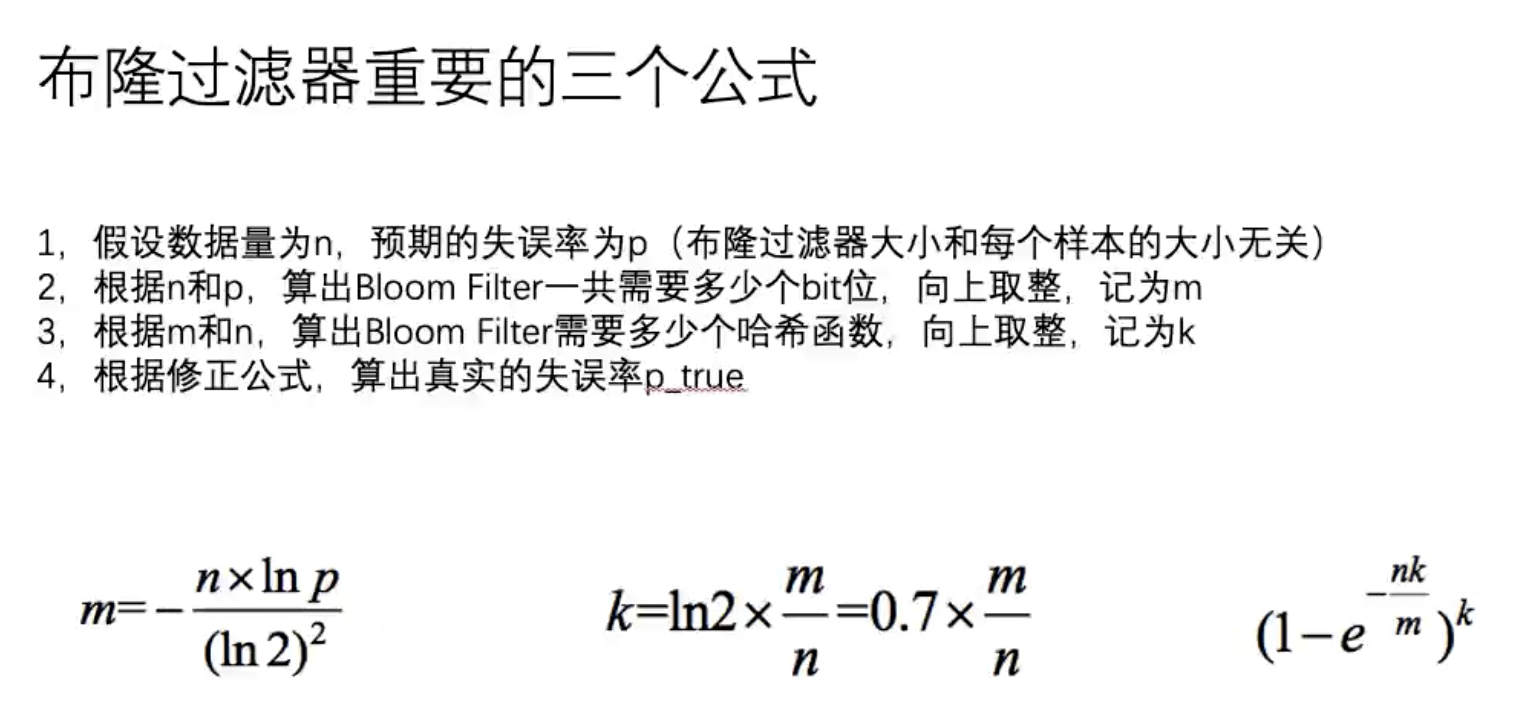 布隆过滤器重要的三个公式
1，假设数据量为n，预期的失误率为p（布隆过滤器大小和每个样本的大小无关）
2，根据n和p，算出Bloom Filter一共需要多少个bit位，向上取整，记为m
3，根据m和n，算出Bloom Filter需要多少个哈希函数，向上取整，记为k
4，根据修正公式，算出真实的失误率p_true
m=-\frac{n×ln p}{(ln 2)^2}
k=ln2×\frac{m}{n}=0.7×\frac{m}{n}
(1-e^{-\frac{nk}{m}})^k